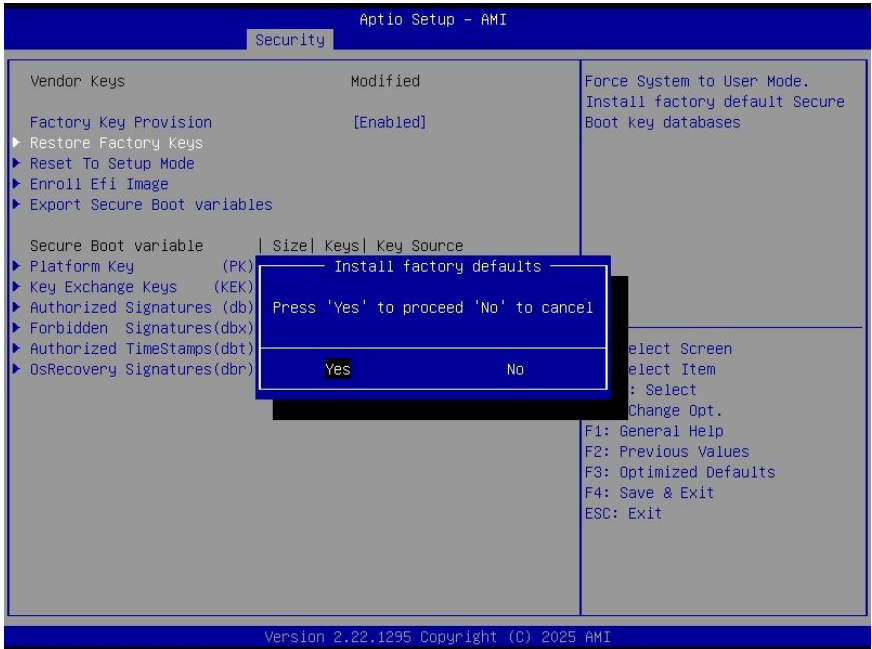 Aptio Setup - AMI
Security
Vendor Keys Modified
Factory Key Provision [Enabled]
Restore Factory Keys
Reset To Setup Mode
Enroll Efi Image
Export Secure Boot variables
Secure Boot variable | Size| Keys| Key Source
Platform Key (PK)
Key Exchange Keys (KEK)
Authorized Signatures (db)
Forbidden Signatures(dbx)
Authorized TimeStamps(dbt)
OsRecovery Signatures(dbr)
Install factory defaults
Press 'Yes' to proceed 'No' to cancel
Yes No
Force System to User Mode.
Install factory default Secure
Boot key databases
elect Screen
elect Item
: Select
Change Opt.
F1: General Help
F2: Previous Values
F3: Optimized Defaults
F4: Save & Exit
ESC: Exit
Version 2.22.1295 Copyright (C) 2025 AMI